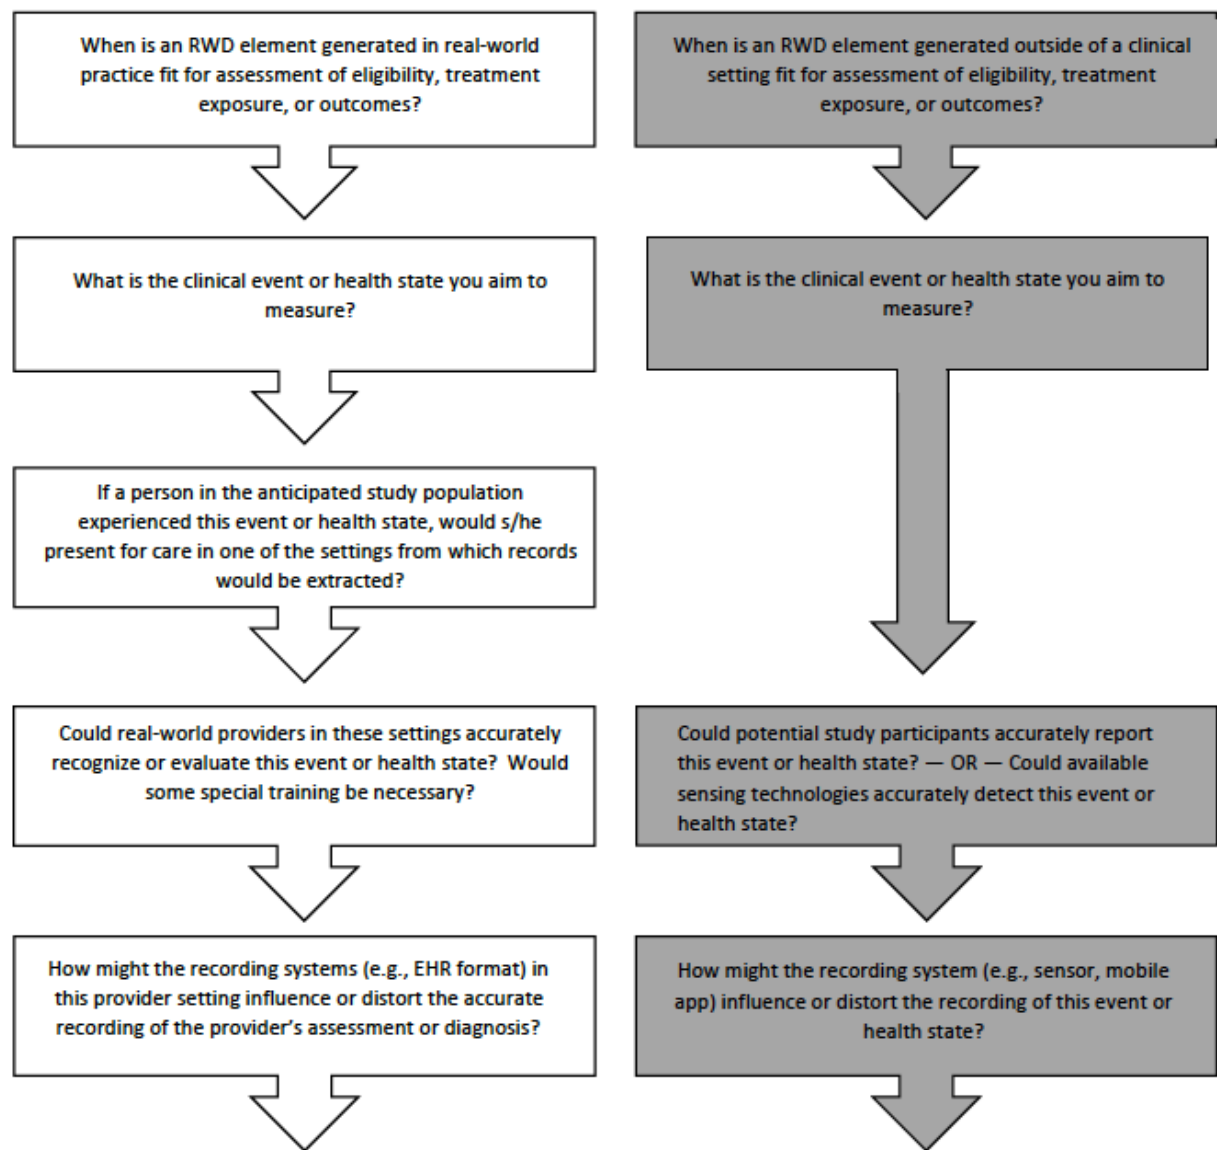 When is an RWD element generated in real-world
practice fit for assessment of eligibility, treatment
exposure, or outcomes?
When is an RWD element generated outside of a clinical
setting fit for assessment of eligibility, treatment
exposure, or outcomes?
What is the clinical event or health state you aim to
measure?
What is the clinical event or health state you aim to
measure?
If a person in the anticipated study population
experienced this event or health state, would s/he
present for care in one of the settings from which records
would be extracted?
Could real-world providers in these settings accurately
recognize or evaluate this event or health state?  Would
some special training be necessary?
Could potential study participants accurately report
this event or health state? — OR — Could available
sensing technologies accurately detect this event or
health state?
How might the recording systems (e.g., EHR format) in
this provider setting influence or distort the accurate
recording of the provider’s assessment or diagnosis?
How might the recording system (e.g., sensor, mobile
app) influence or distort the recording of this event or
health state?